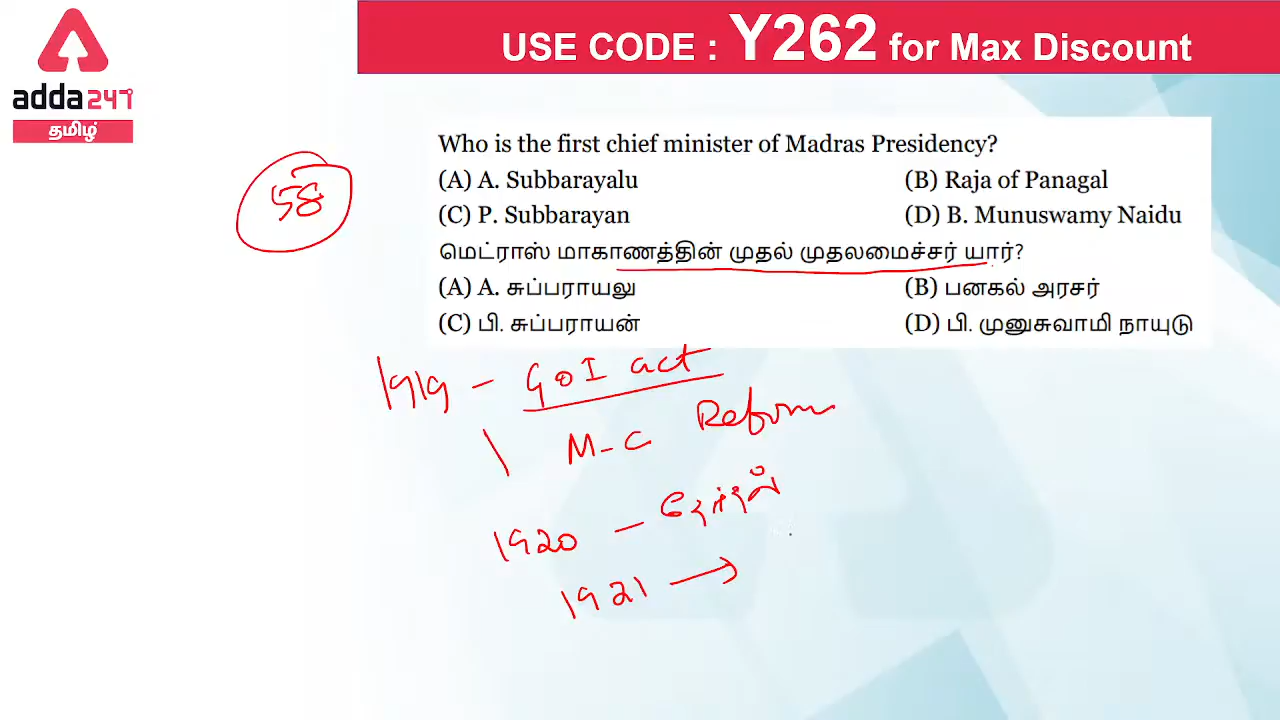 USE CODE : Y262 for Max Discount
adda247
தமிழ்
58
Who is the first chief minister of Madras Presidency?
(A) A. Subbarayalu (B) Raja of Panagal
(C) P. Subbarayan (D) B. Munuswamy Naidu
மெட்ராஸ் மாகாணத்தின் முதல் முதலமைச்சர் யார்?
(A) A. சுப்பராயலு (B) பனகல் அரசர்
(C) பி. சுப்பராயன் (D) பி. முனுசுவாமி நாயுடு
1919 - GOI act
M-C Reform
1920 - தேர்தல்
1921 →